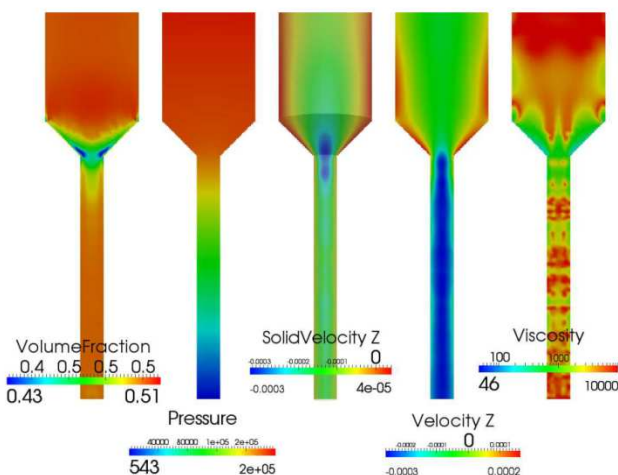 VolumeFraction
0.4 0.5 0.5 0.5
0.43 0.51
Pressure
40000 80000 1e+05 2e+05
543 2e+05
SolidVelocity Z
-0.0003 -0.0002 -0.0001 0
-0.0003 4e-05
Velocity Z
-0.0002 -0.0001 0 0.0001
-0.0003 0.0002
Viscosity
100 1000
46 10000